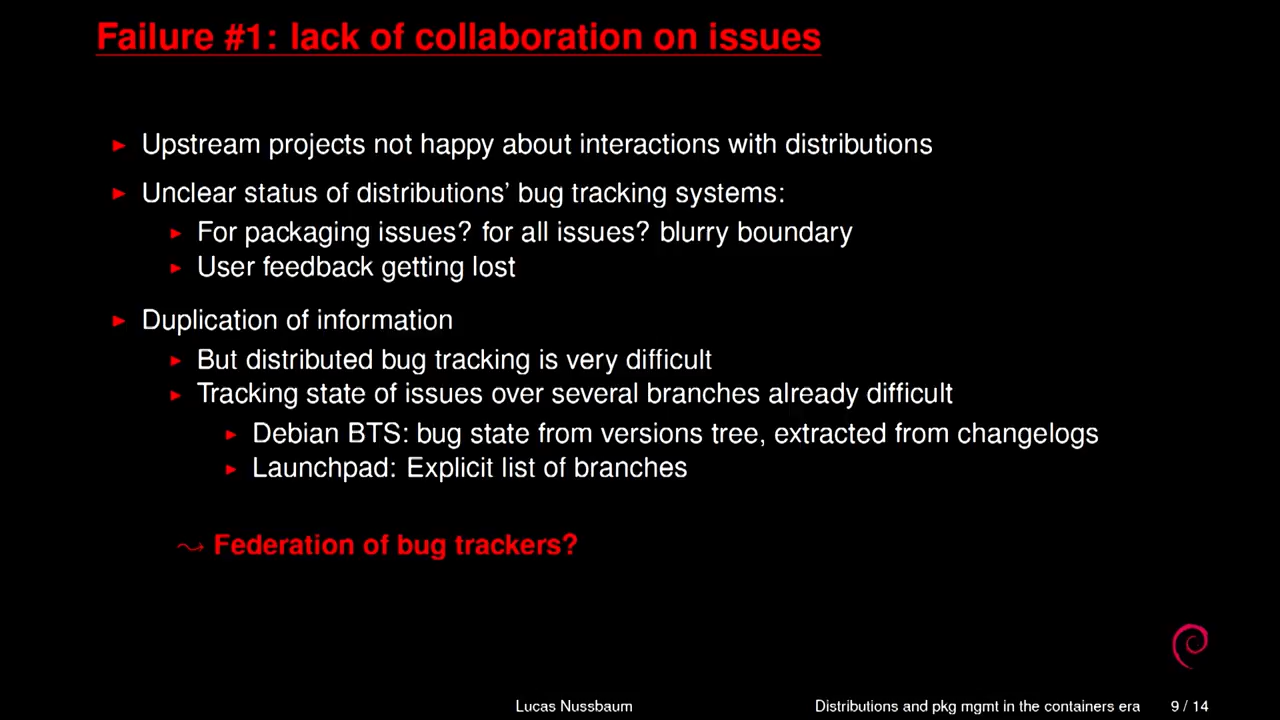 Failure #1: lack of collaboration on issues
Upstream projects not happy about interactions with distributions
Unclear status of distributions' bug tracking systems:
For packaging issues? for all issues? blurry boundary
User feedback getting lost
Duplication of information
But distributed bug tracking is very difficult
Tracking state of issues over several branches already difficult
Debian BTS: bug state from versions tree, extracted from changelogs
Launchpad: Explicit list of branches
⤳ Federation of bug trackers?
Lucas Nussbaum
Distributions and pkg mgmt in the containers era
9 / 14